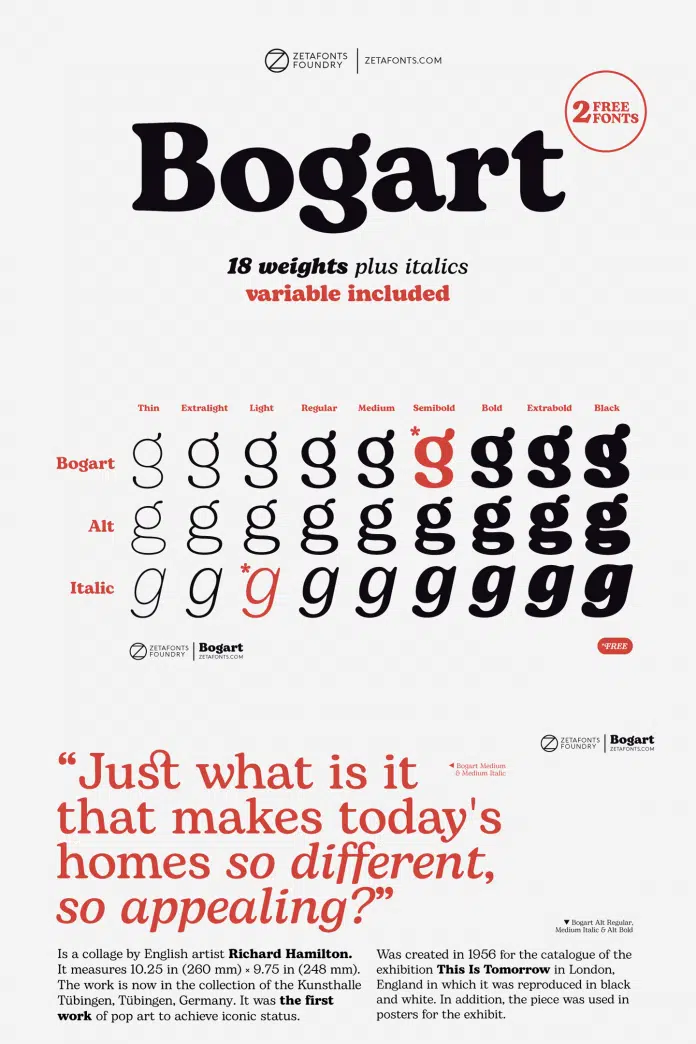 ZETAFONTS
FOUNDRY
ZETAFONTS.COM
2 FREE
FONTS
Bogart
18 weights plus italics
variable included
Thin Extralight Light Regular Medium Semibold Bold Extrabold Black
Bogart g g g g g *g g g g
Alt g g g g g g g g g
Italic g g *g g g g g g g
ZETAFONTS
FOUNDRY
Bogart
ZETAFONTS.COM
*FREE
ZETAFONTS
FOUNDRY
Bogart
ZETAFONTS.COM
“Just what is it
that makes today's
homes so different,
so appealing?”
◄ Bogart Medium
& Medium Italic
▼ Bogart Alt Regular,
Medium Italic & Alt Bold
Is a collage by English artist Richard Hamilton.
It measures 10.25 in (260 mm) × 9.75 in (248 mm).
The work is now in the collection of the Kunsthalle
Tübingen, Tübingen, Germany. It was the first
work of pop art to achieve iconic status.
Was created in 1956 for the catalogue of the
exhibition This Is Tomorrow in London,
England in which it was reproduced in black
and white. In addition, the piece was used in
posters for the exhibit.